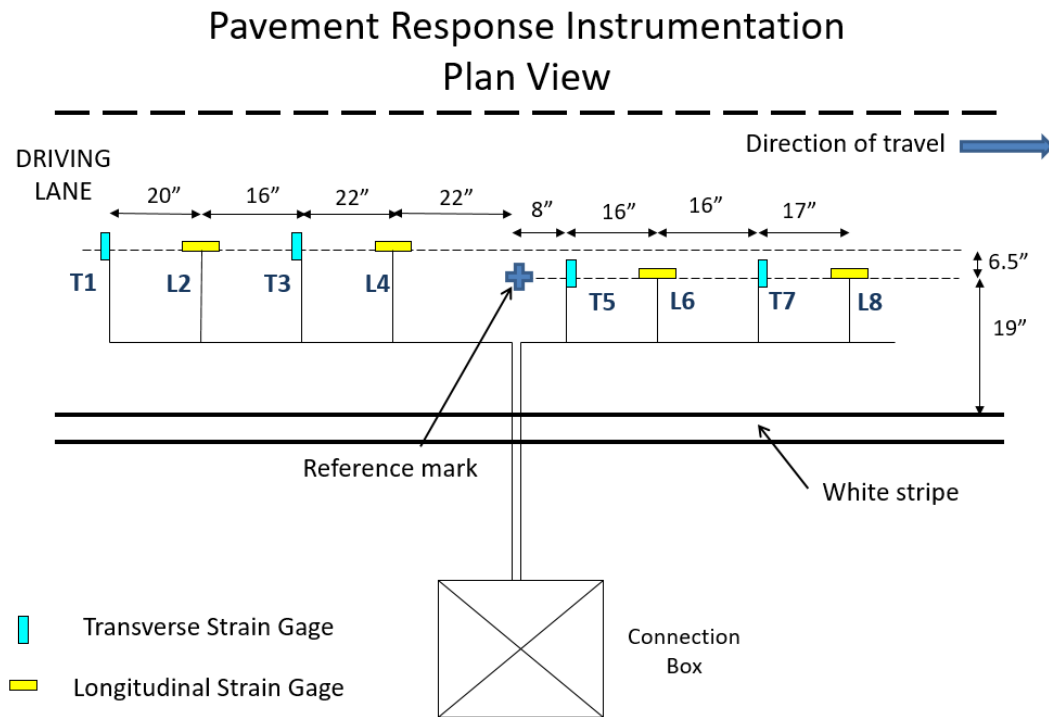 Pavement Response Instrumentation
Plan View
Direction of travel
DRIVING
LANE
20”
16”
22”
22”
8”
16”
16”
17”
6.5”
T1
L2
T3
L4
T5
L6
T7
L8
19”
Reference mark
White stripe
Transverse Strain Gage
Longitudinal Strain Gage
Connection
Box